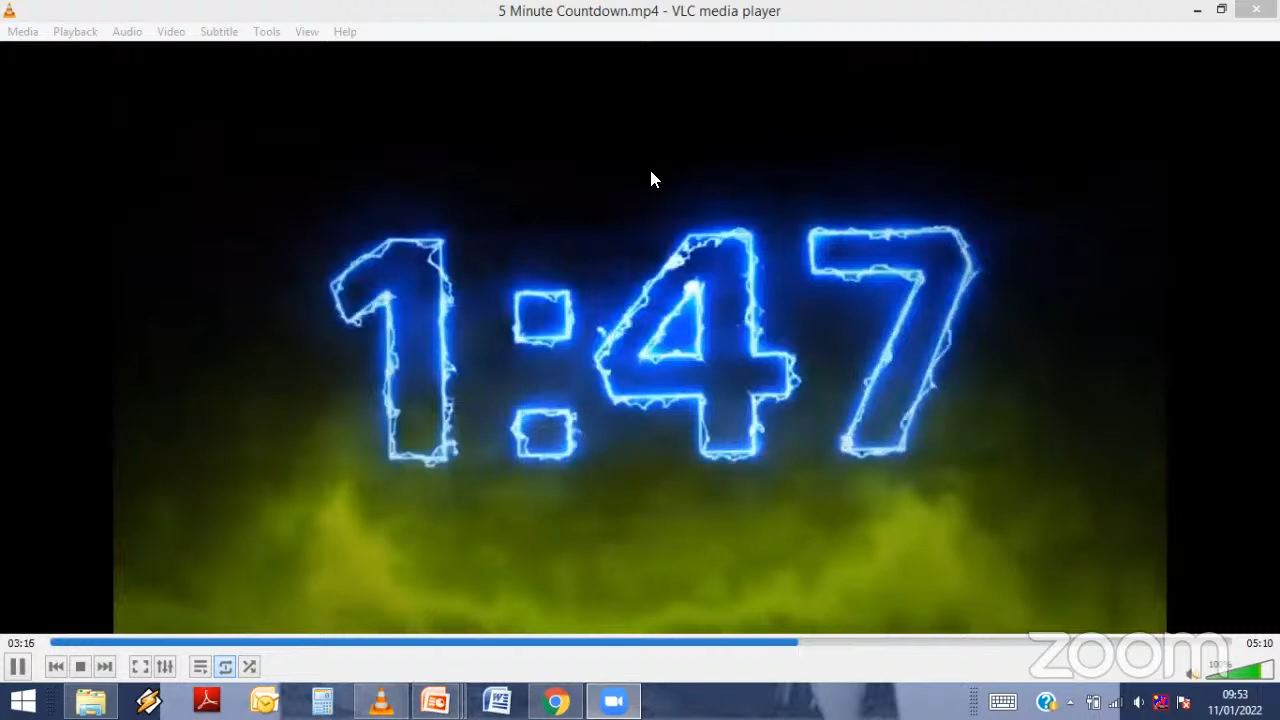 5 Minute Countdown.mp4 - VLC media player
Media Playback Audio Video Subtitle Tools View Help
1:47
03:16
05:10
zoom
100%
09:53
11/01/2022